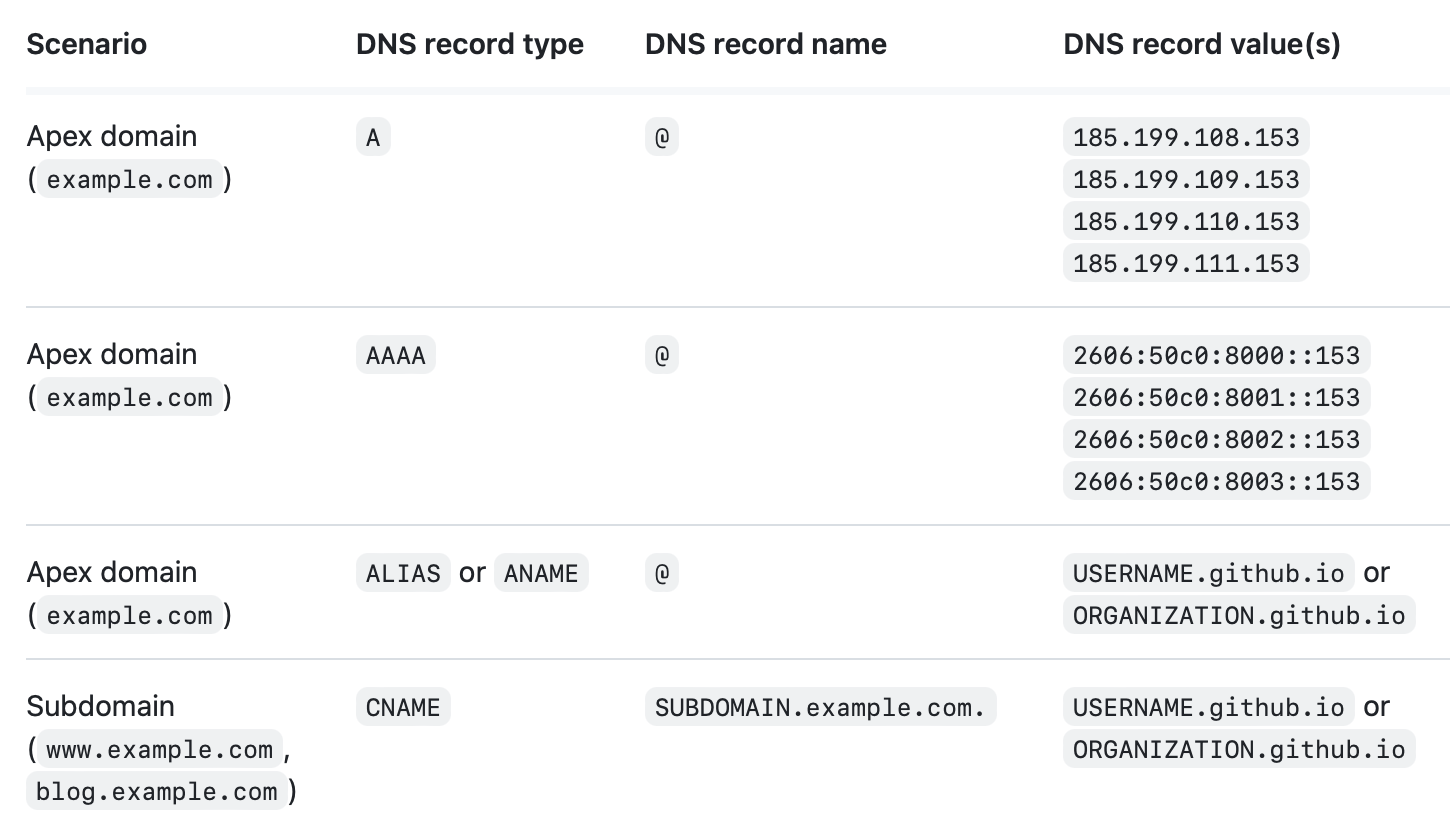 Scenario DNS record type DNS record name DNS record value(s)
Apex domain A @ 185.199.108.153
(example.com) 185.199.109.153
185.199.110.153
185.199.111.153
Apex domain AAAA @ 2606:50c0:8000::153
(example.com) 2606:50c0:8001::153
2606:50c0:8002::153
2606:50c0:8003::153
Apex domain ALIAS or ANAME @ USERNAME.github.io or
(example.com) ORGANIZATION.github.io
Subdomain CNAME SUBDOMAIN.example.com. USERNAME.github.io or
(www.example.com, ORGANIZATION.github.io
blog.example.com)